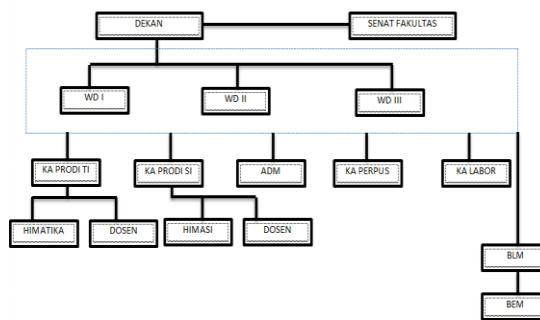 DEKAN
SENAT FAKULTAS
WD I
WD II
WD III
KA PRODI TI
KA PRODI SI
ADM
KA PERPUS
KA LABOR
HIMATIKA
DOSEN
HIMASI
DOSEN
BLM
BEM